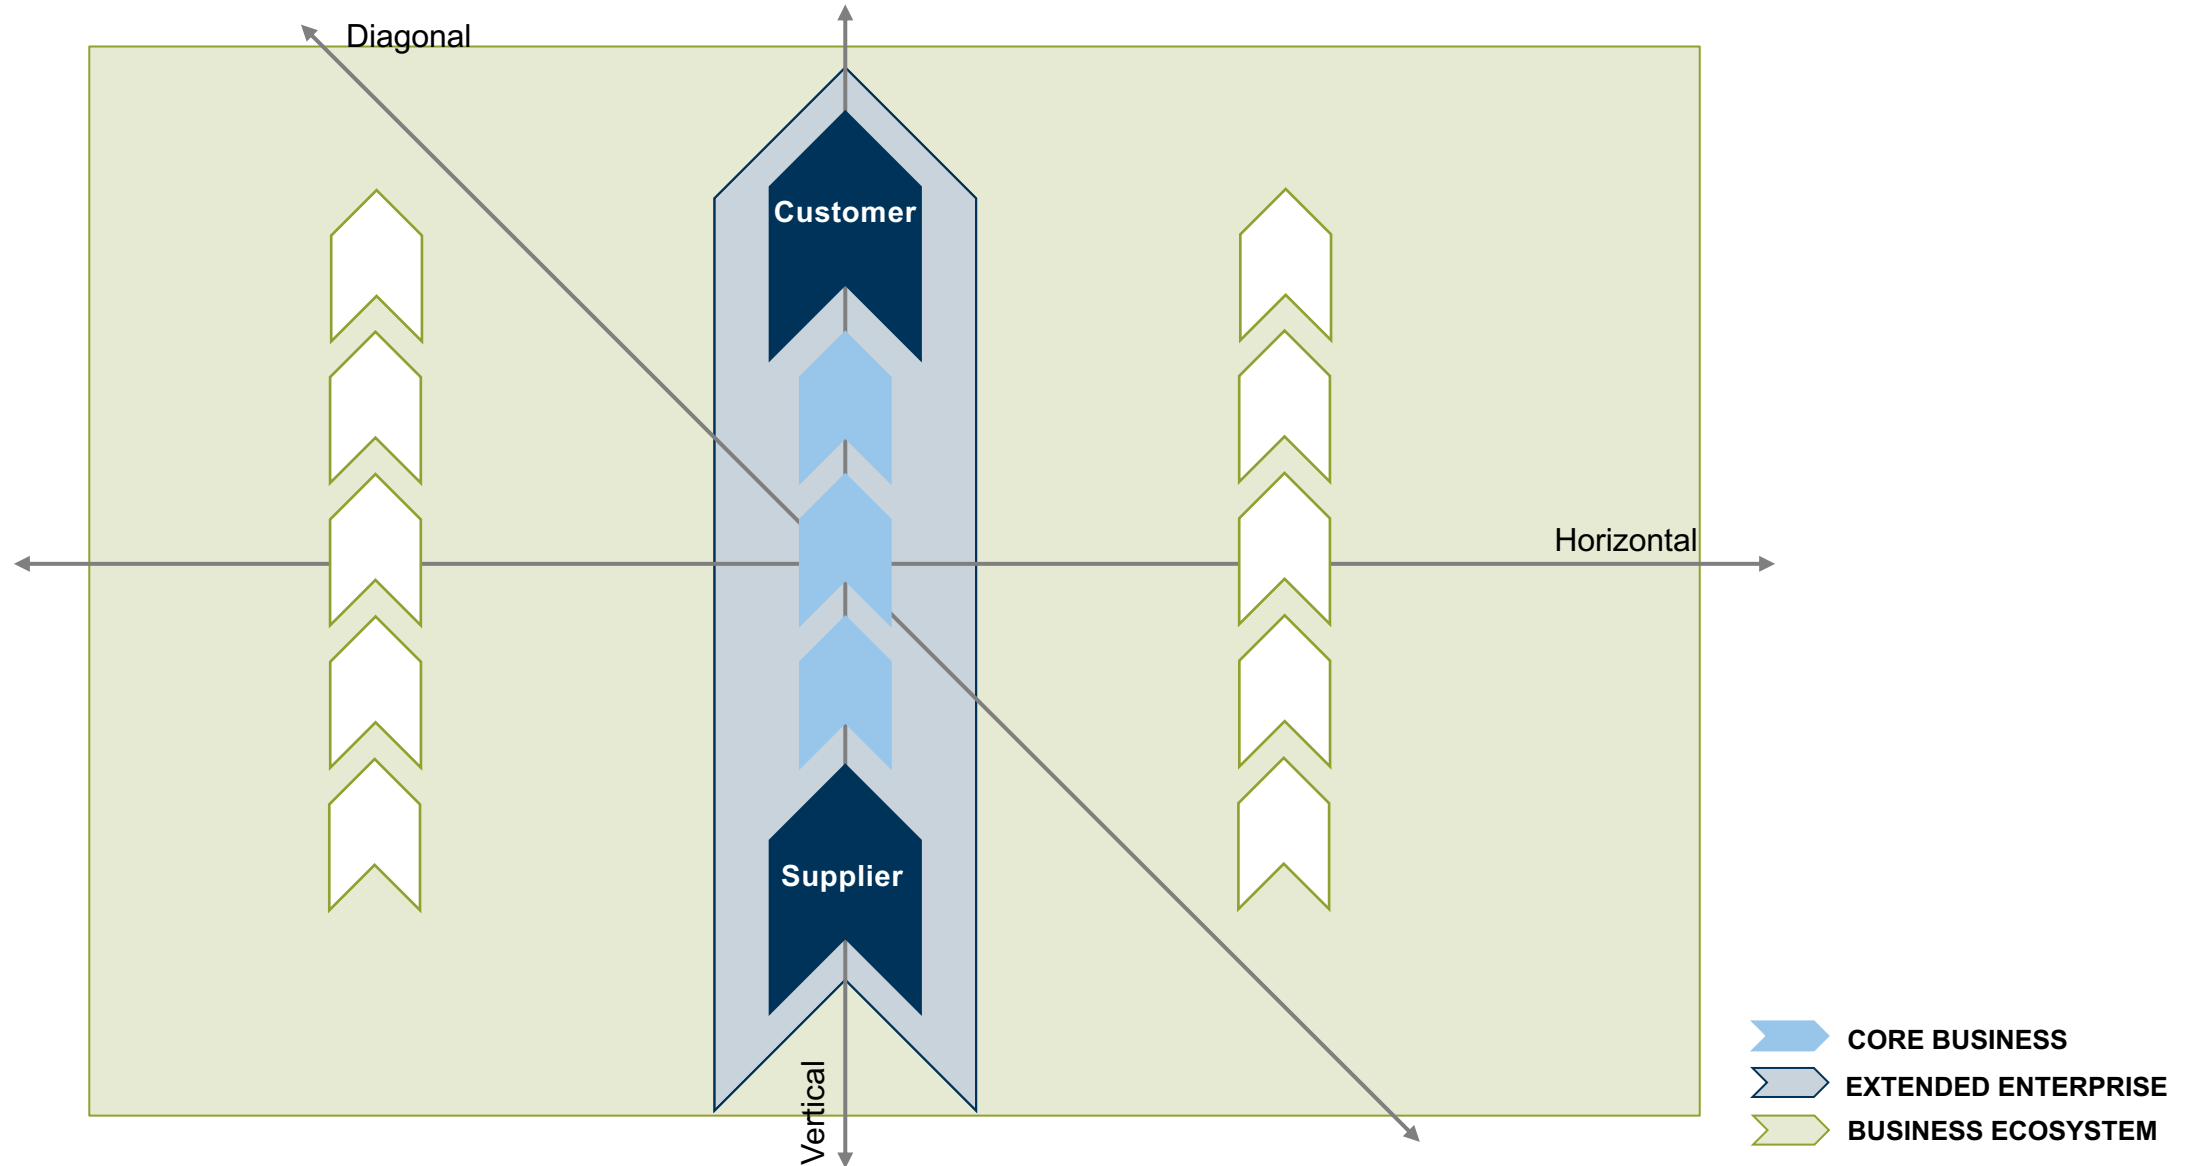 Diagonal
Customer
Horizontal
Supplier
Vertical
CORE BUSINESS
EXTENDED ENTERPRISE
BUSINESS ECOSYSTEM